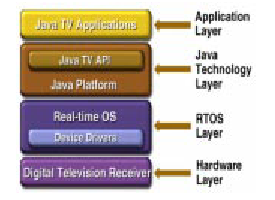 Java TV Applications
Application
Layer
Java TV API
Java Platform
Java
Technology
Layer
Real-time OS
Device Drivers
RTOS
Layer
Digital Television Receiver
Hardware
Layer